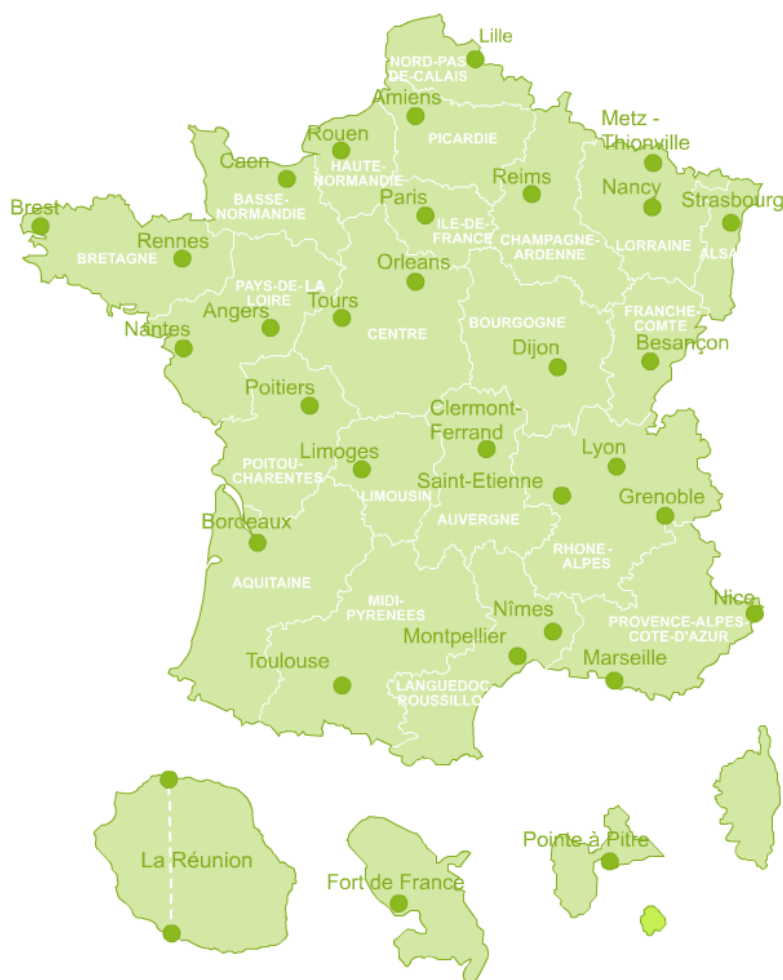 Lille
NORD-PAS
DE-CALAIS
Amiens
Metz -
Thionville
Rouen
PICARDIE
Caen
HAUTE-
NORMANDIE
Reims
Nancy
Strasbourg
BASSE-
NORMANDIE
Paris
Brest
ILE-DE-
FRANCE
CHAMPAGNE-
ARDENNE
LORRAINE
ALSA
Rennes
BRETAGNE
Orleans
PAYS-DE-LA
LOIRE
Tours
Angers
Nantes
CENTRE
BOURGOGNE
FRANCHE-
COMTE
Dijon
Besançon
Poitiers
Clermont-
Ferrand
Limoges
Lyon
POITOU-
CHARENTES
LIMOUSIN
Saint-Etienne
Grenoble
AUVERGNE
Bordeaux
RHONE-
ALPES
AQUITAINE
MIDI-
PYRENEES
Nîmes
Nice
PROVENCE-ALPES-
COTE-D'AZUR
Montpellier
Toulouse
Marseille
LANGUEDOC
ROUSSILLO
La Réunion
Fort de France
Pointe à Pitre